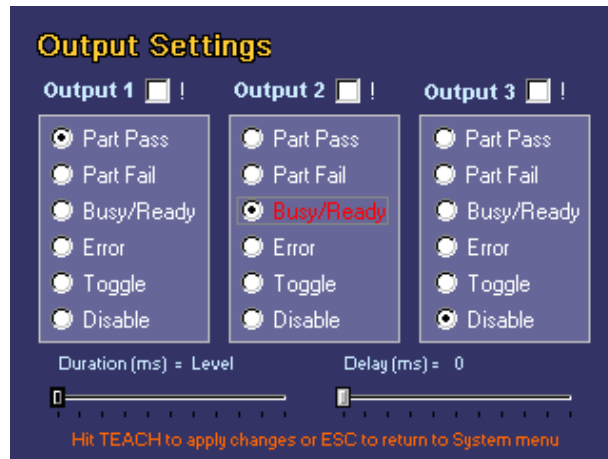 Output Settings
Output 1 ! Output 2 ! Output 3 !
Part Pass Part Pass Part Pass
Part Fail Part Fail Part Fail
Busy/Ready Busy/Ready Busy/Ready
Error Error Error
Toggle Toggle Toggle
Disable Disable Disable
Duration (ms) = Level Delay (ms) = 0
Hit TEACH to apply changes or ESC to return to System menu